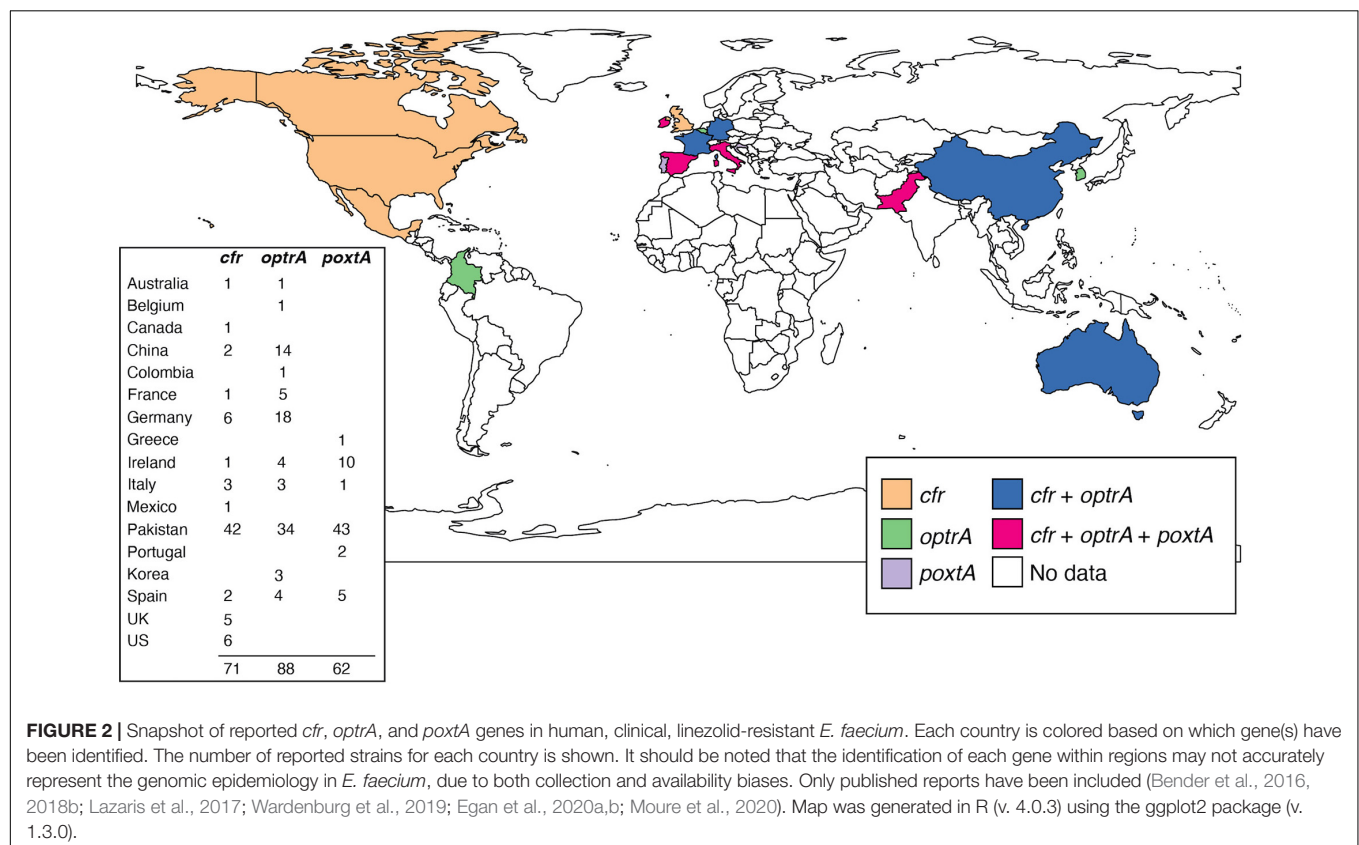 cfr optrA poxtA
Australia 1 1
Belgium 1
Canada 1
China 2 14
Colombia 1
France 1 5
Germany 6 18
Greece 1
Ireland 1 4 10
Italy 3 3 1
Mexico 1
Pakistan 42 34 43
Portugal 2
Korea 3
Spain 2 4 5
UK 5
US 6
71 88 62
cfr cfr + optrA
optrA cfr + optrA + poxtA
poxtA No data
FIGURE 2 | Snapshot of reported cfr, optrA, and poxtA genes in human, clinical, linezolid-resistant E. faecium. Each country is colored based on which gene(s) have
been identified. The number of reported strains for each country is shown. It should be noted that the identification of each gene within regions may not accurately
represent the genomic epidemiology in E. faecium, due to both collection and availability biases. Only published reports have been included (Bender et al., 2016,
2018b; Lazaris et al., 2017; Wardenburg et al., 2019; Egan et al., 2020a,b; Moure et al., 2020). Map was generated in R (v. 4.0.3) using the ggplot2 package (v.
1.3.0).